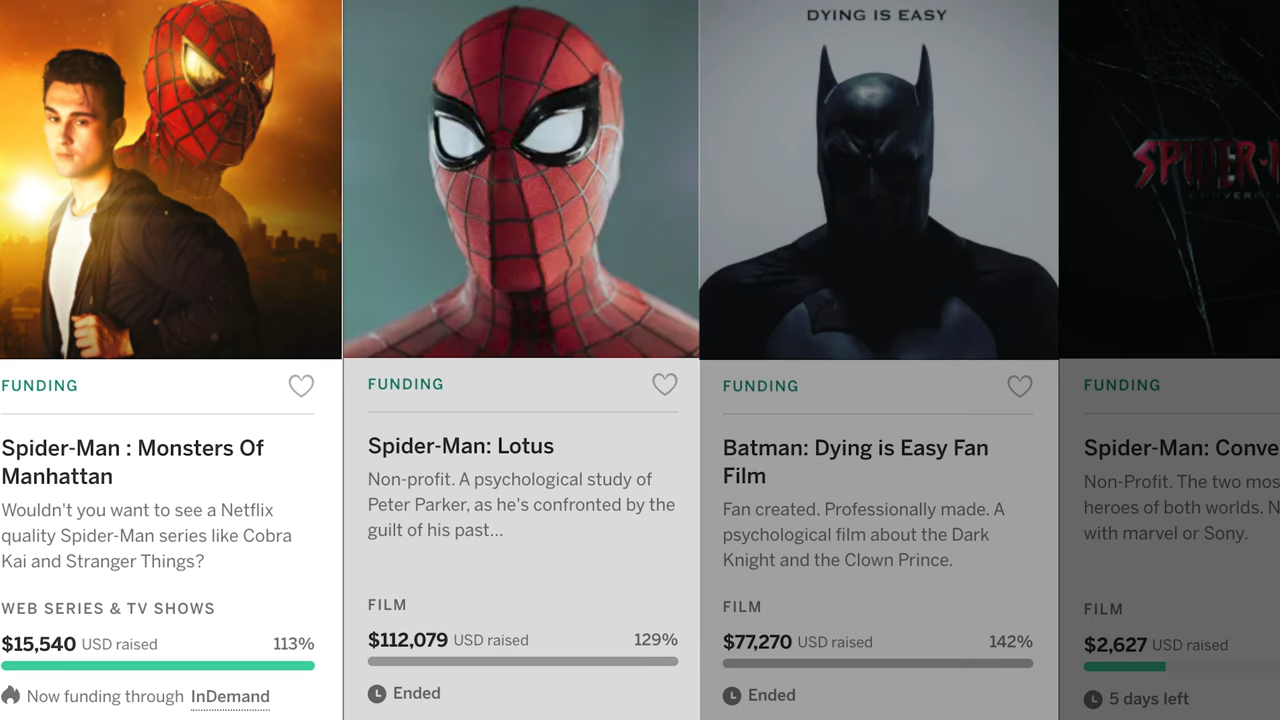 FUNDING
Spider-Man : Monsters Of
Manhattan
Wouldn't you want to see a Netflix
quality Spider-Man series like Cobra
Kai and Stranger Things?
WEB SERIES & TV SHOWS
$15,540 USD raised 113%
Now funding through InDemand
FUNDING
Spider-Man: Lotus
Non-profit. A psychological study of
Peter Parker, as he's confronted by the
guilt of his past...
FILM
$112,079 USD raised 129%
Ended
DYING IS EASY
FUNDING
Batman: Dying is Easy Fan
Film
Fan created. Professionally made. A
psychological film about the Dark
Knight and the Clown Prince.
FILM
$77,270 USD raised 142%
Ended
SPIDER-
FUNDING
Spider-Man: Conve
Non-Profit. The two mos
heroes of both worlds. N
with marvel or Sony.
FILM
$2,627 USD raised
5 days left